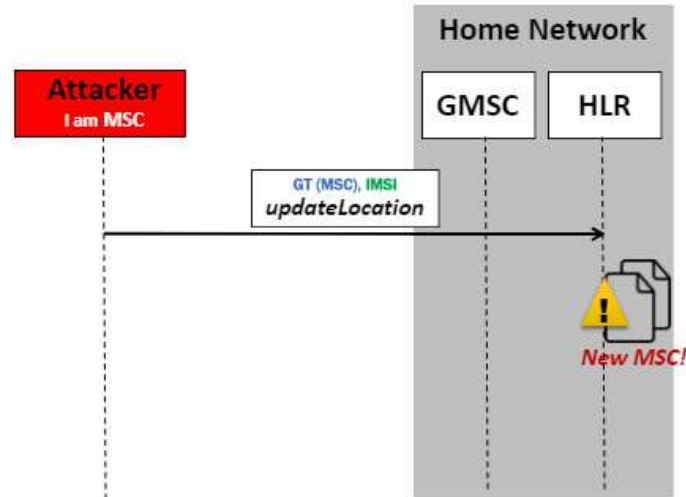 Home Network
Attacker
I am MSC
GMSC
HLR
GT (MSC), IMSI
updateLocation
!
New MSC!